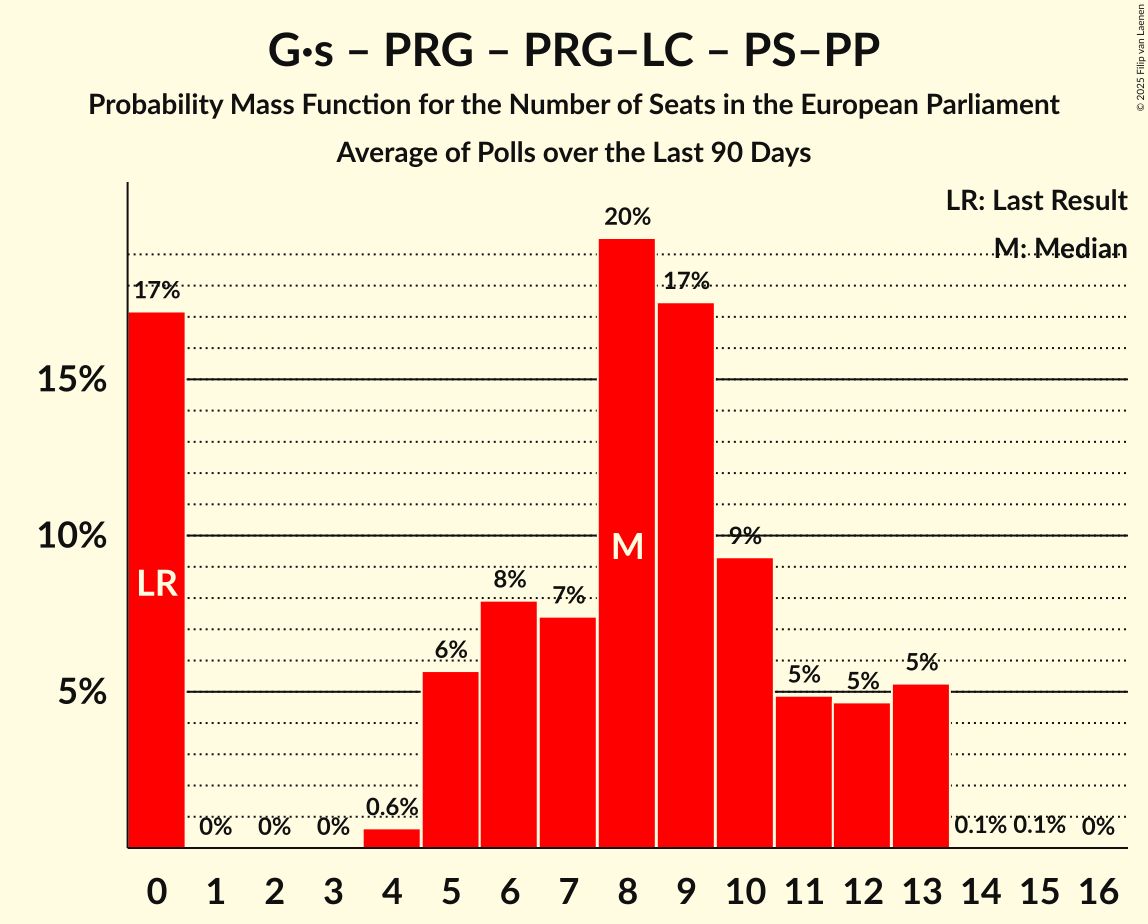 G·s – PRG – PRG–LC – PS–PP
Probability Mass Function for the Number of Seats in the European Parliament
Average of Polls over the Last 90 Days
© 2025 Filip van Laenen
LR: Last Result
M: Median
15%
10%
5%
17%
0%
0%
0%
0.6%
6%
8%
7%
20%
17%
9%
5%
5%
5%
0.1%
0.1%
0%
LR
M
0 1 2 3 4 5 6 7 8 9 10 11 12 13 14 15 16